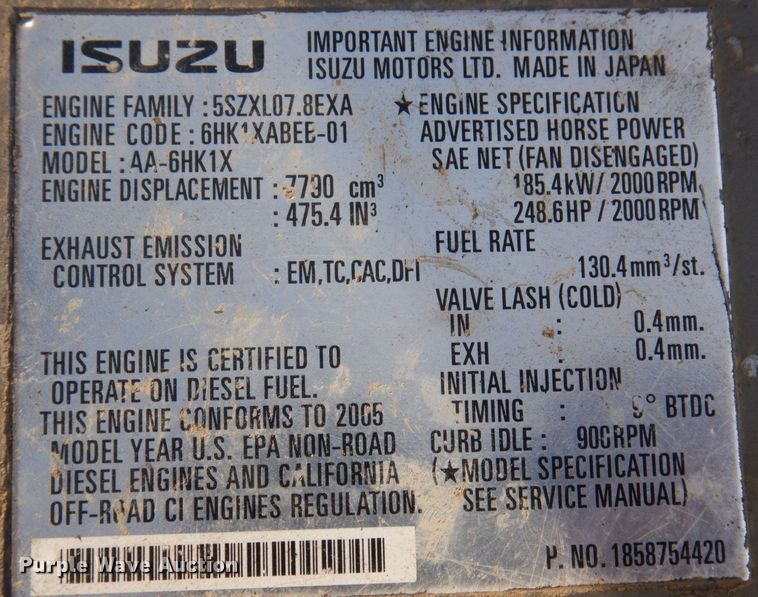 ISUZU
IMPORTANT ENGINE INFORMATION
ISUZU MOTORS LTD. MADE IN JAPAN
ENGINE FAMILY : 5SZXL07.8EXA
ENGINE CODE : 6HK1XABEB-01
MODEL : AA-6HK1X
ENGINE DISPLACEMENT : 7790 cm³
: 475.4 IN³
EXHAUST EMISSION
CONTROL SYSTEM : EM,TC,CAC,DFI
THIS ENGINE IS CERTIFIED TO
OPERATE ON DIESEL FUEL.
THIS ENGINE CONFORMS TO 2005
MODEL YEAR U.S. EPA NON-ROAD
DIESEL ENGINES AND CALIFORNIA
OFF-ROAD CI ENGINES REGULATION.
★ENGINE SPECIFICATION
ADVERTISED HORSE POWER
SAE NET (FAN DISENGAGED)
185.4kW/ 2000RPM
248.6HP / 2000RPM
FUEL RATE
130.4mm³/st.
VALVE LASH (COLD)
IN : 0.4mm.
EXH : 0.4mm.
INITIAL INJECTION
TIMING : 9° BTDC
CURB IDLE : 900RPM
(★MODEL SPECIFICATION
SEE SERVICE MANUAL)
P. NO. 1858754420
Purple Wave Auction